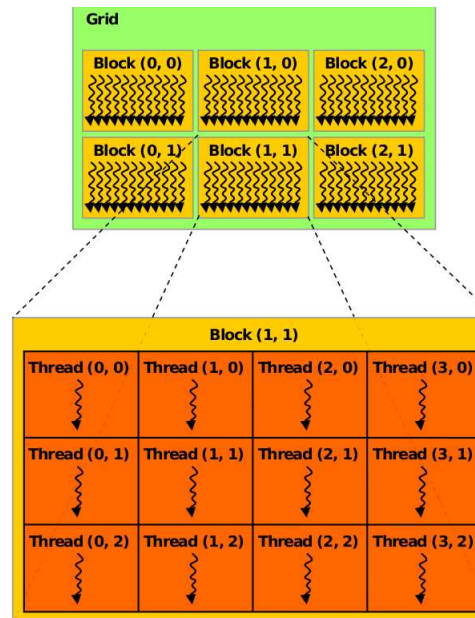 Grid
Block (0, 0) Block (1, 0) Block (2, 0)
Block (0, 1) Block (1, 1) Block (2, 1)
Block (1, 1)
Thread (0, 0) Thread (1, 0) Thread (2, 0) Thread (3, 0)
Thread (0, 1) Thread (1, 1) Thread (2, 1) Thread (3, 1)
Thread (0, 2) Thread (1, 2) Thread (2, 2) Thread (3, 2)